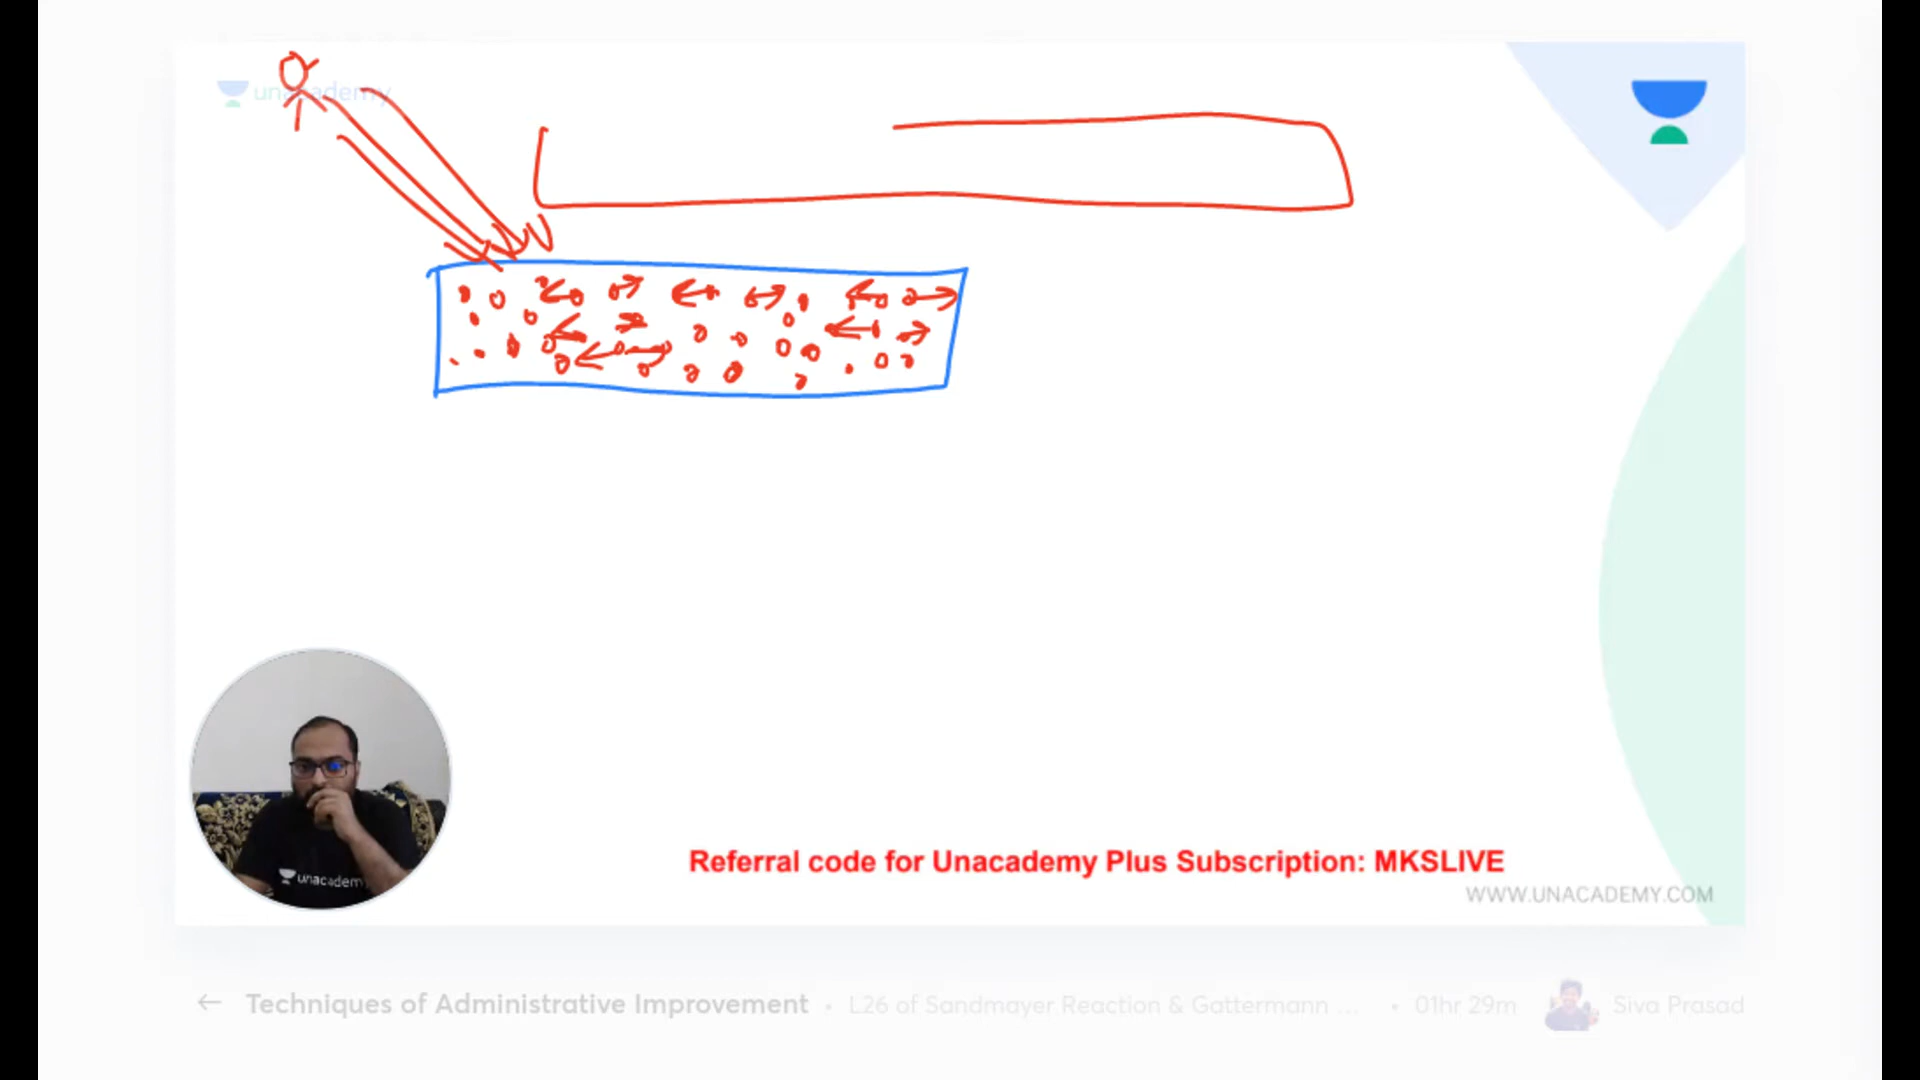 unacademy
unacademy
Referral code for Unacademy Plus Subscription: MKSLIVE
WWW.UNACADEMY.COM
← Techniques of Administrative Improvement • L26 of Sandmayer Reaction & Gattermann ... • 01hr 29m Siva Prasad